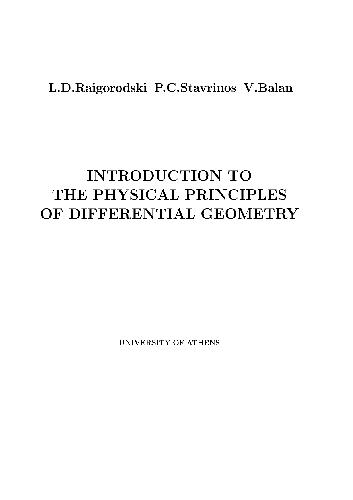 L.D.Raigorodski P.C.Stavrinos V.Balan
INTRODUCTION TO
THE PHYSICAL PRINCIPLES
OF DIFFERENTIAL GEOMETRY
UNIVERSITY OF ATHENS